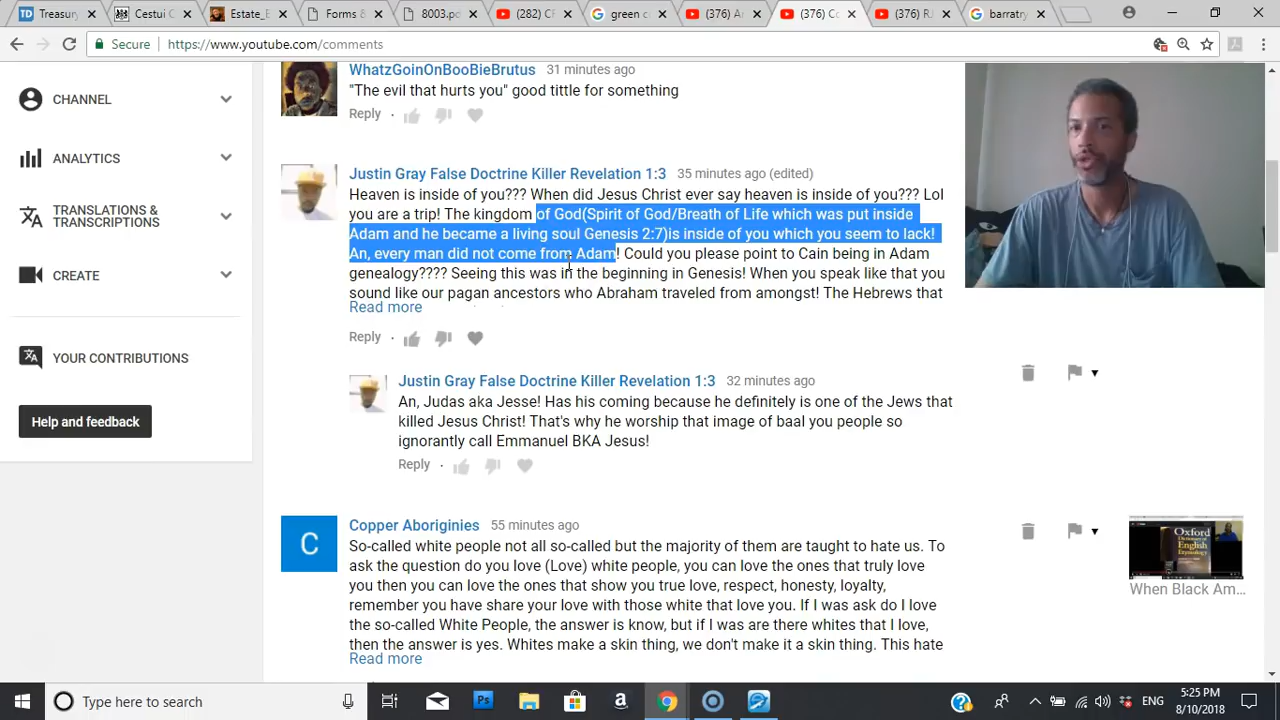 Treasury
Cestui C
Estate_E
Forms &
8003.pd
(282) CF
green c
(376) A
(376) Co
(376) RJ
barratry
Secure
https://www.youtube.com/comments
CHANNEL
ANALYTICS
TRANSLATIONS &
TRANSCRIPTIONS
CREATE
YOUR CONTRIBUTIONS
Help and feedback
WhatzGoinOnBooBieBrutus 31 minutes ago
"The evil that hurts you" good tittle for something
Reply
Justin Gray False Doctrine Killer Revelation 1:3 35 minutes ago (edited)
Heaven is inside of you??? When did Jesus Christ ever say heaven is inside of you??? Lol
you are a trip! The kingdom of God(Spirit of God/Breath of Life which was put inside
Adam and he became a living soul Genesis 2:7)is inside of you which you seem to lack!
An, every man did not come from Adam! Could you please point to Cain being in Adam
genealogy???? Seeing this was in the beginning in Genesis! When you speak like that you
sound like our pagan ancestors who Abraham traveled from amongst! The Hebrews that
Read more
Reply
Justin Gray False Doctrine Killer Revelation 1:3 32 minutes ago
An, Judas aka Jesse! Has his coming because he definitely is one of the Jews that
killed Jesus Christ! That's why he worship that image of baal you people so
ignorantly call Emmanuel BKA Jesus!
Reply
C
Copper Aboriginies 55 minutes ago
So-called white people not all so-called but the majority of them are taught to hate us. To
ask the question do you love (Love) white people, you can love the ones that truly love
you then you can love the ones that show you true love, respect, honesty, loyalty,
remember you have share your love with those white that love you. If I was ask do I love
the so-called White People, the answer is know, but if I was are there whites that I love,
then the answer is yes. Whites make a skin thing, we don't make it a skin thing. This hate
Read more
Oxford
When Black Am...
Type here to search
ENG
5:25 PM
8/10/2018